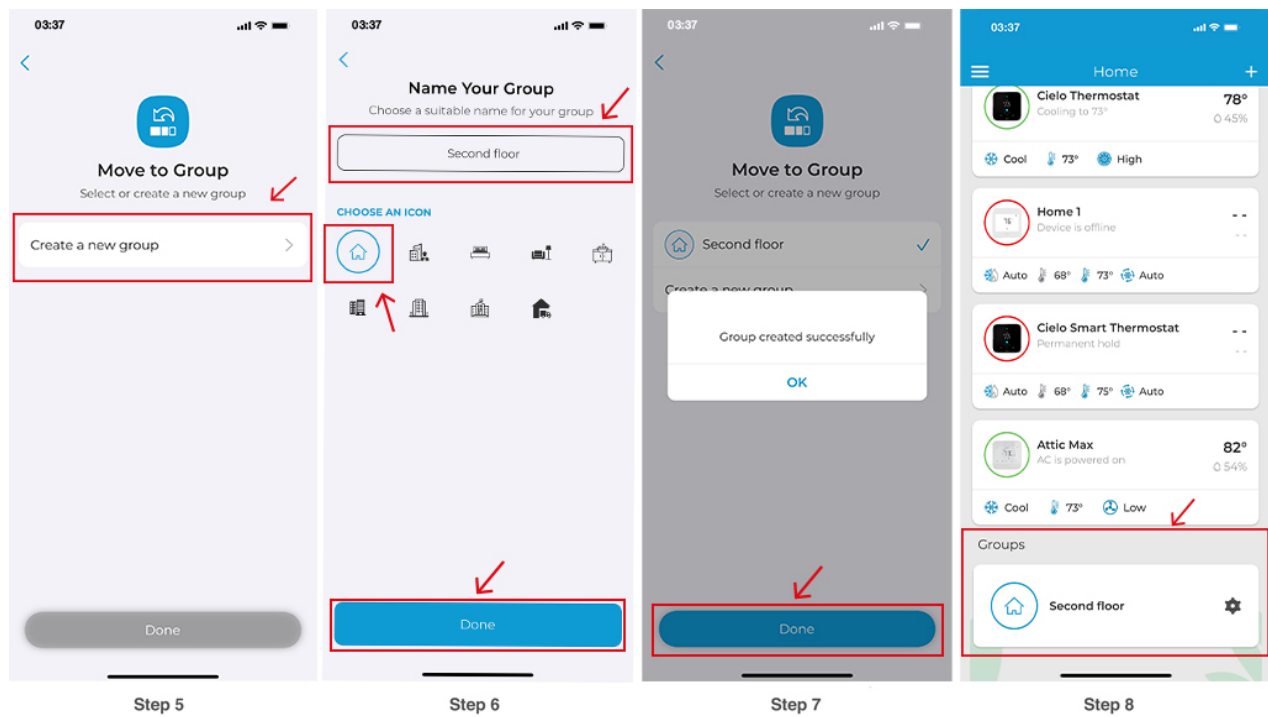 03:37
Move to Group
Select or create a new group
Create a new group
Done
Step 5
03:37
Name Your Group
Choose a suitable name for your group
Second floor
CHOOSE AN ICON
Done
Step 6
03:37
Move to Group
Select or create a new group
Second floor
Create a new group
Group created successfully
OK
Done
Step 7
03:37
Home
Cielo Thermostat 78°
Cooling to 73° 45%
Cool 73° High
Home 1 - -
Device is offline - -
Auto 68° 73° Auto
Cielo Smart Thermostat - -
Permanent hold - -
Auto 68° 75° Auto
Attic Max 82°
AC is powered on 54%
Cool 73° Low
Groups
Second floor
Step 8